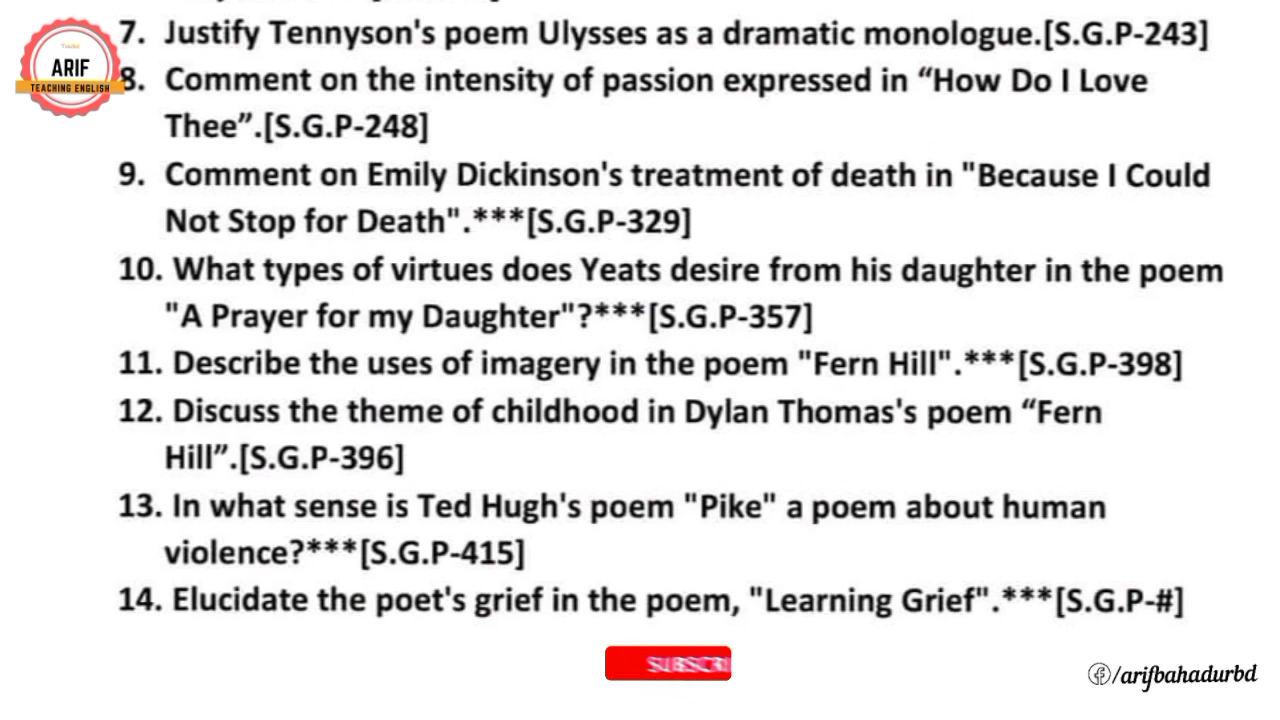 7. Justify Tennyson's poem Ulysses as a dramatic monologue.[S.G.P-243]
ARIF
TEACHING ENGLISH
8. Comment on the intensity of passion expressed in “How Do I Love
Thee”.[S.G.P-248]
9. Comment on Emily Dickinson's treatment of death in "Because I Could
Not Stop for Death".***[S.G.P-329]
10. What types of virtues does Yeats desire from his daughter in the poem
"A Prayer for my Daughter"?***[S.G.P-357]
11. Describe the uses of imagery in the poem "Fern Hill".***[S.G.P-398]
12. Discuss the theme of childhood in Dylan Thomas's poem “Fern
Hill”.[S.G.P-396]
13. In what sense is Ted Hugh's poem "Pike" a poem about human
violence?***[S.G.P-415]
14. Elucidate the poet's grief in the poem, "Learning Grief".***[S.G.P-#]
SUBSCRI
/arifbahadurbd